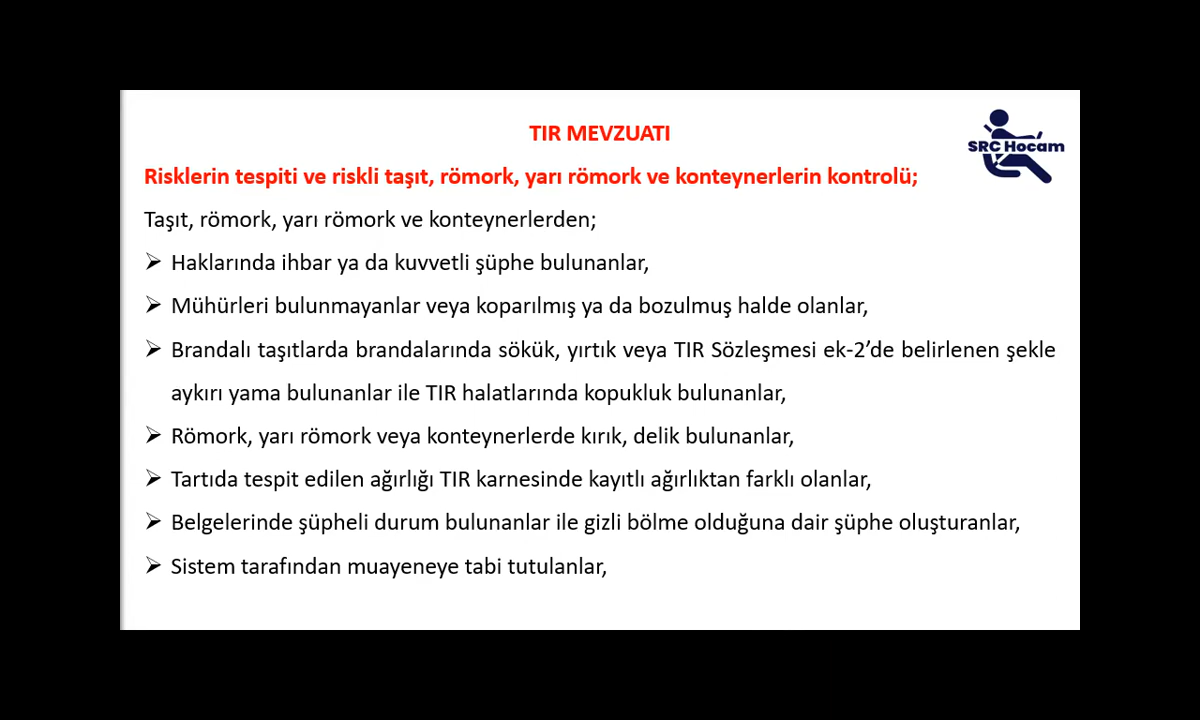 TIR MEVZUATI
SRC Hocam
Risklerin tespiti ve riskli taşıt, römork, yarı römork ve konteynerlerin kontrolü;
Taşıt, römork, yarı römork ve konteynerlerden;
➢ Haklarında ihbar ya da kuvvetli şüphe bulunanlar,
➢ Mühürleri bulunmayanlar veya koparılmış ya da bozulmuş halde olanlar,
➢ Brandalı taşıtlarda brandalarında sökük, yırtık veya TIR Sözleşmesi ek-2’de belirlenen şekle
aykırı yama bulunanlar ile TIR halatlarında kopukluk bulunanlar,
➢ Römork, yarı römork veya konteynerlerde kırık, delik bulunanlar,
➢ Tartıda tespit edilen ağırlığı TIR karnesinde kayıtlı ağırlıktan farklı olanlar,
➢ Belgelerinde şüpheli durum bulunanlar ile gizli bölme olduğuna dair şüphe oluşturanlar,
➢ Sistem tarafından muayeneye tabi tutulanlar,